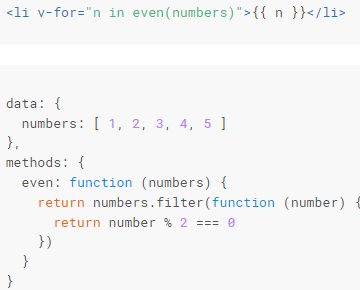 <li v-for="n in even(numbers)">{{ n }}</li>
data: {
  numbers: [ 1, 2, 3, 4, 5 ]
},
methods: {
  even: function (numbers) {
    return numbers.filter(function (number) {
      return number % 2 === 0
    })
  }
}